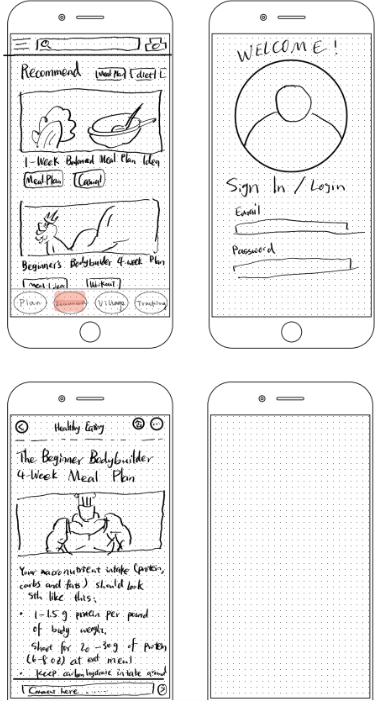 Recommend
Meal Plan
diet
1-Week Balanced Meal Plan Idea
Meal Plan
Casual
Beginner's Bodybuilder 4-week Plan
Meal Plan
Workout
Plan
Village
Tracking
WELCOME!
Sign In / Login
Email
Password
Healthy Eating
The Beginner Bodybuilder
4-Week Meal Plan
Your macronutrient intake (protein,
carbs and fats) should look
sth like this:
• 1-1.5 g protein per pound
of body weight.
Shoot for 20-30g of protein
(6-8 oz) at each meal
• Keep carbohydrate intake around
Comment here ......